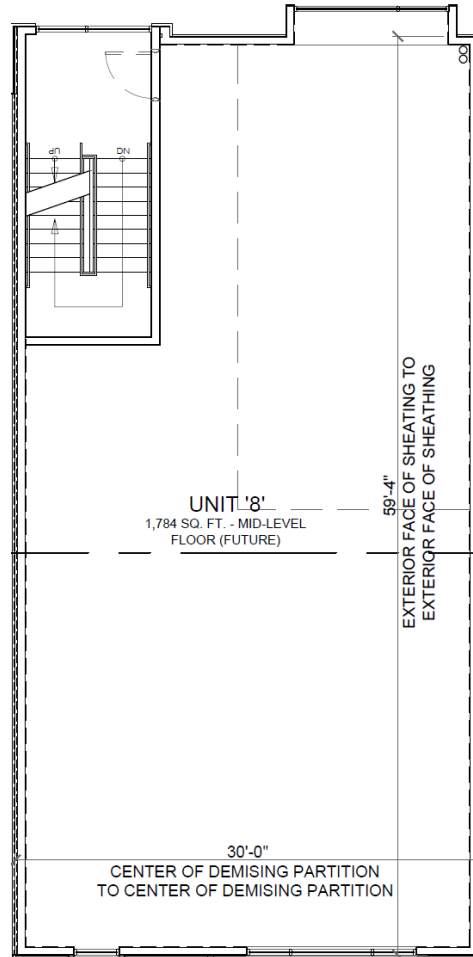 UP
DN
UNIT '8'
1,784 SQ. FT. - MID-LEVEL
FLOOR (FUTURE)
59'-4"
EXTERIOR FACE OF SHEATING TO
EXTERIOR FACE OF SHEATHING
30'-0"
CENTER OF DEMISING PARTITION
TO CENTER OF DEMISING PARTITION